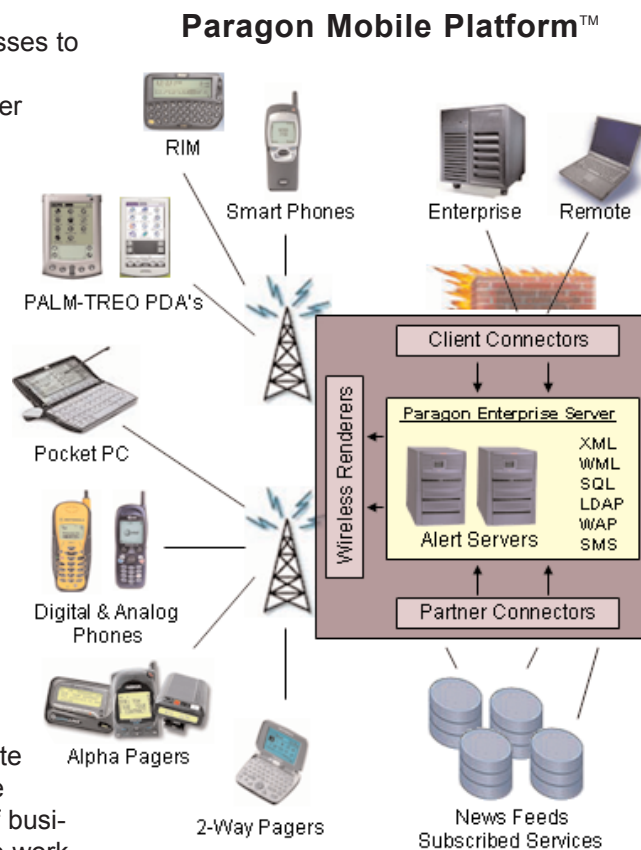 Paragon Mobile Platform™
sses to
er
RIM
Smart Phones
Enterprise
Remote
PALM-TREO PDA's
Client Connectors
Paragon Enterprise Server
XML
WML
SQL
LDAP
WAP
SMS
Wireless Renderers
Alert Servers
Pocket PC
Partner Connectors
Digital & Analog
Phones
Alpha Pagers
2-Way Pagers
News Feeds
Subscribed Services
te
e
f busi-
work